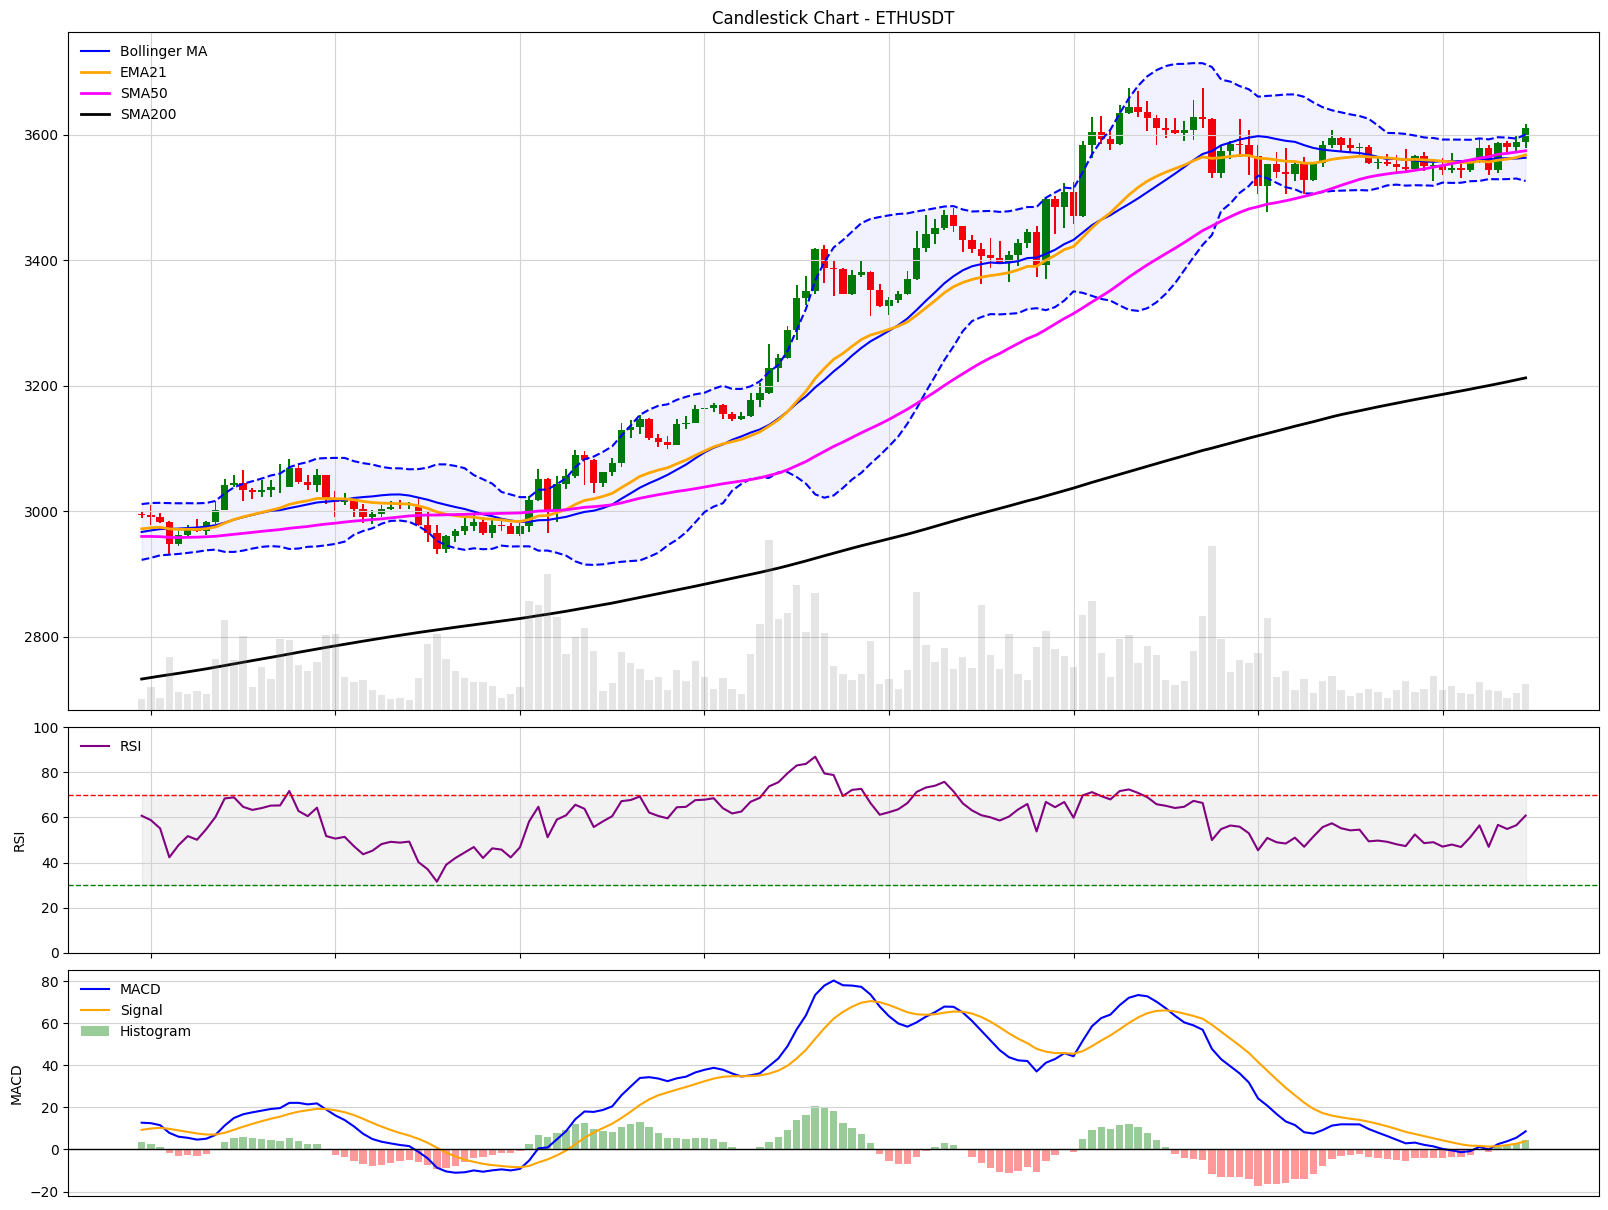 Candlestick Chart - ETHUSDT
Bollinger MA
EMA21
SMA50
SMA200
3600
3400
3200
3000
2800
RSI
100
80
60
40
20
0
RSI
MACD
Signal
Histogram
80
60
40
20
0
−20
MACD